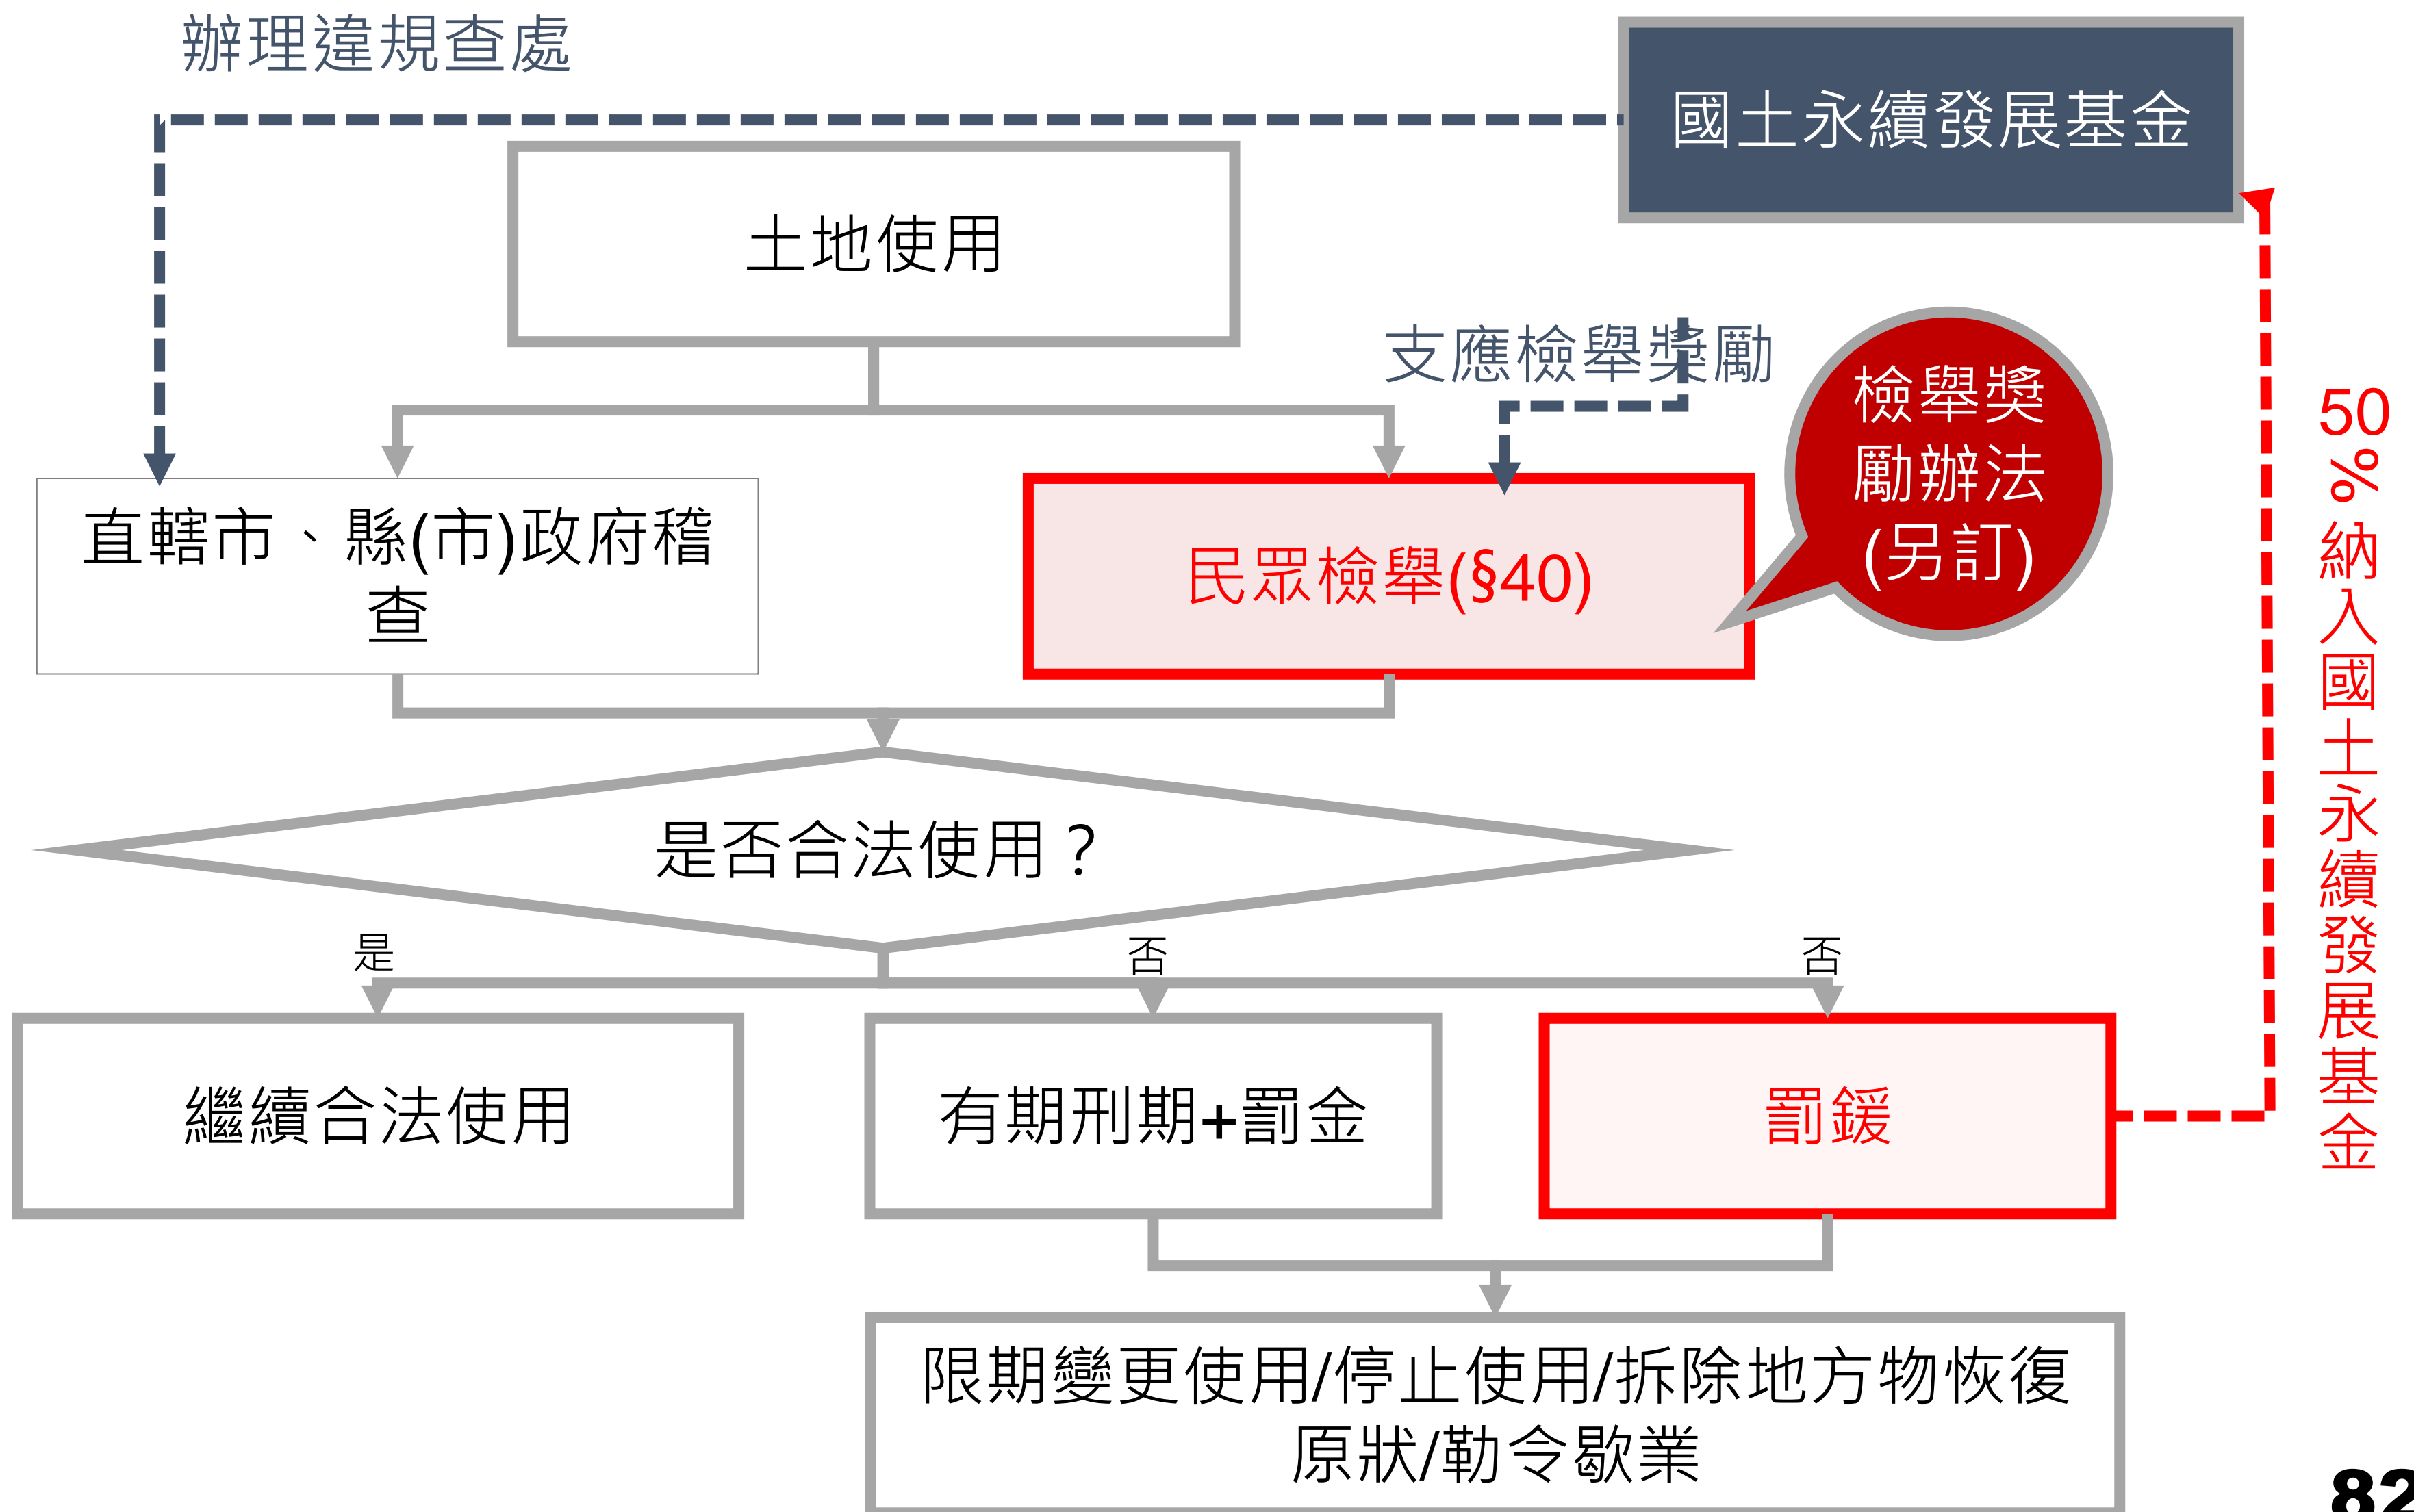 辦理違規查處
國土永續發展基金
土地使用
支應檢舉獎勵
檢舉獎
勵辦法
(另訂)
50%納入國土永續發展基金
直轄市、縣(市)政府稽
查
民眾檢舉(§40)
是否合法使用？
是
否
否
繼續合法使用
有期刑期+罰金
罰鍰
限期變更使用/停止使用/拆除地方物恢復
原狀/勒令歇業
82